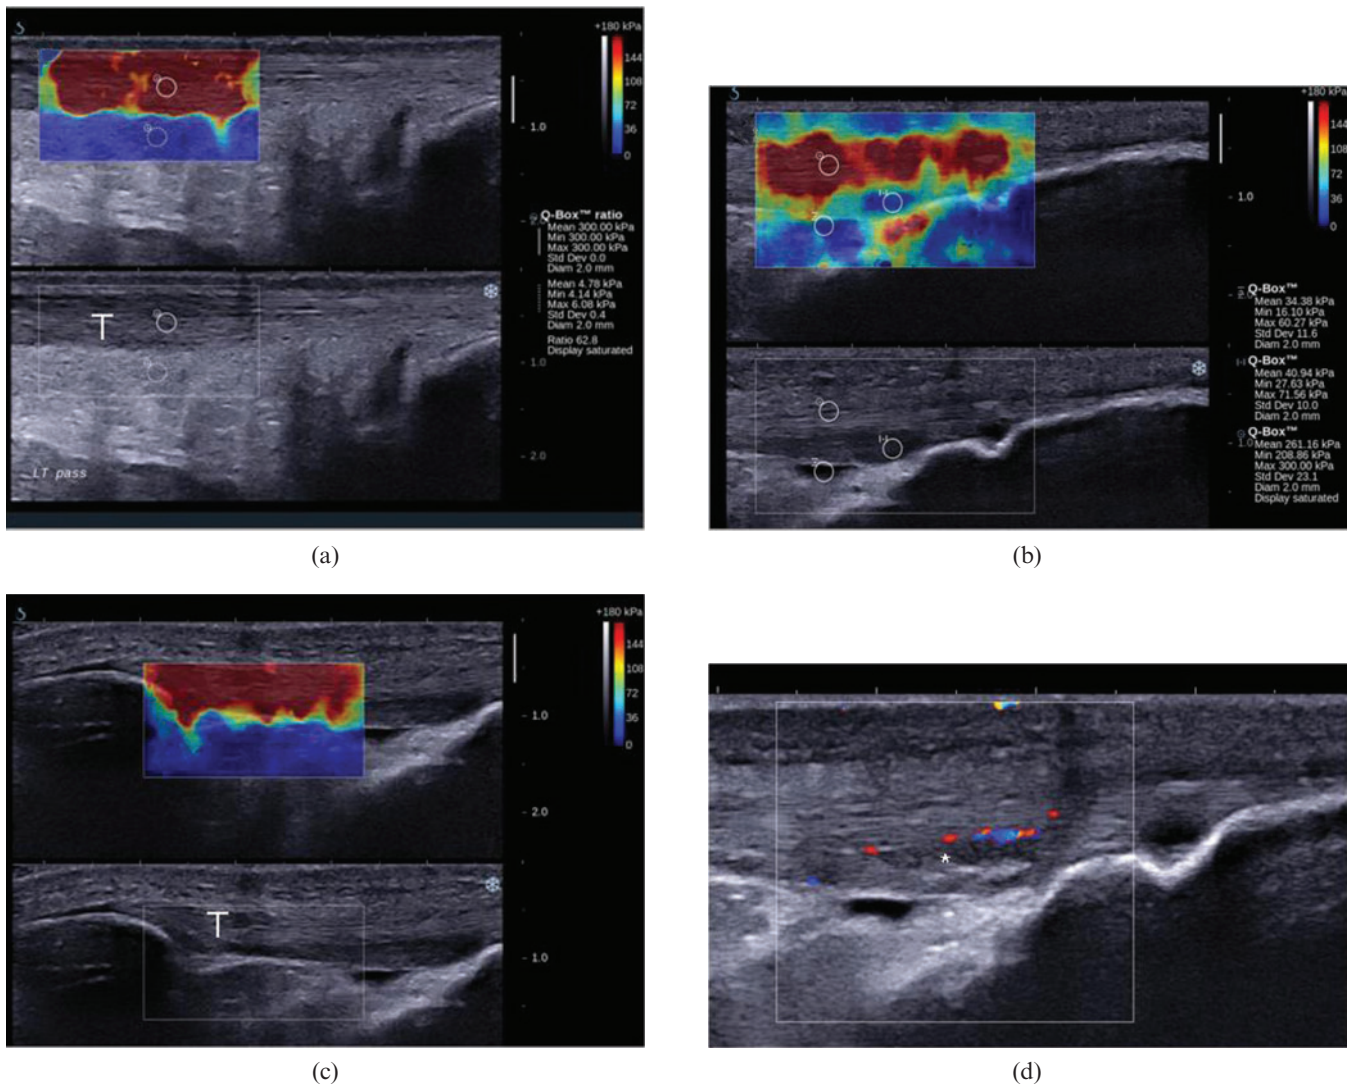 +180 kPa
144
108
72
36
0
1.0
2.0
Q-Box™ ratio
Mean 300.00 kPa
Min 300.00 kPa
Max 300.00 kPa
Std Dev 0.0
Diam 2.0 mm
Mean 4.78 kPa
Min 4.14 kPa
Max 6.08 kPa
Std Dev 0.4
Diam 2.0 mm
Ratio 62.8
Display saturated
T
1.0
2.0
LT pass
(a)
+180 kPa
144
108
72
36
0
1.0
Q-Box™
Mean 34.38 kPa
Min 16.10 kPa
Max 60.27 kPa
Std Dev 11.6
Diam 2.0 mm
Q-Box™
Mean 40.94 kPa
Min 27.63 kPa
Max 71.56 kPa
Std Dev 10.0
Diam 2.0 mm
Q-Box™
1.0
Mean 261.16 kPa
Min 208.86 kPa
Max 300.00 kPa
Std Dev 23.1
Diam 2.0 mm
Display saturated
(b)
+180 kPa
144
108
72
36
0
1.0
2.0
T
1.0
(c)
*
(d)